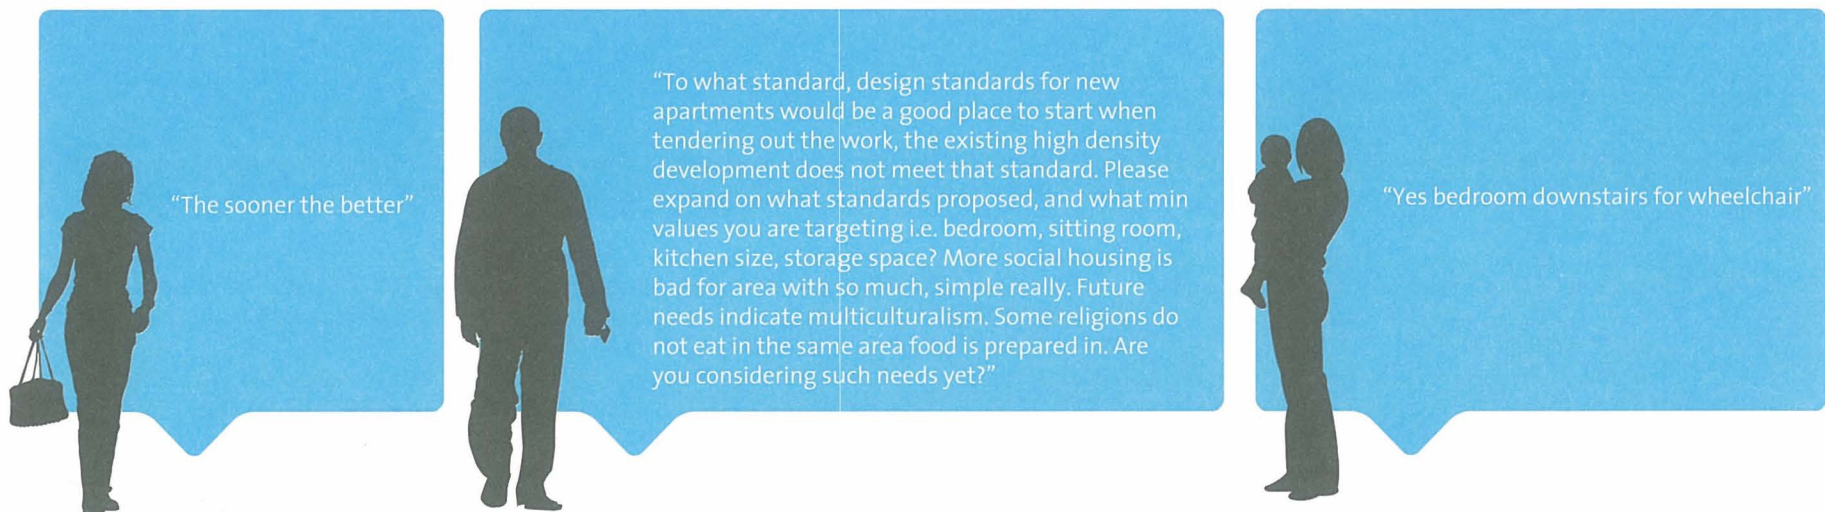 “The sooner the better”
“To what standard, design standards for new
apartments would be a good place to start when
tendering out the work, the existing high density
development does not meet that standard. Please
expand on what standards proposed, and what min
values you are targeting i.e. bedroom, sitting room,
kitchen size, storage space? More social housing is
bad for area with so much, simple really. Future
needs indicate multiculturalism. Some religions do
not eat in the same area food is prepared in. Are
you considering such needs yet?”
“Yes bedroom downstairs for wheelchair”